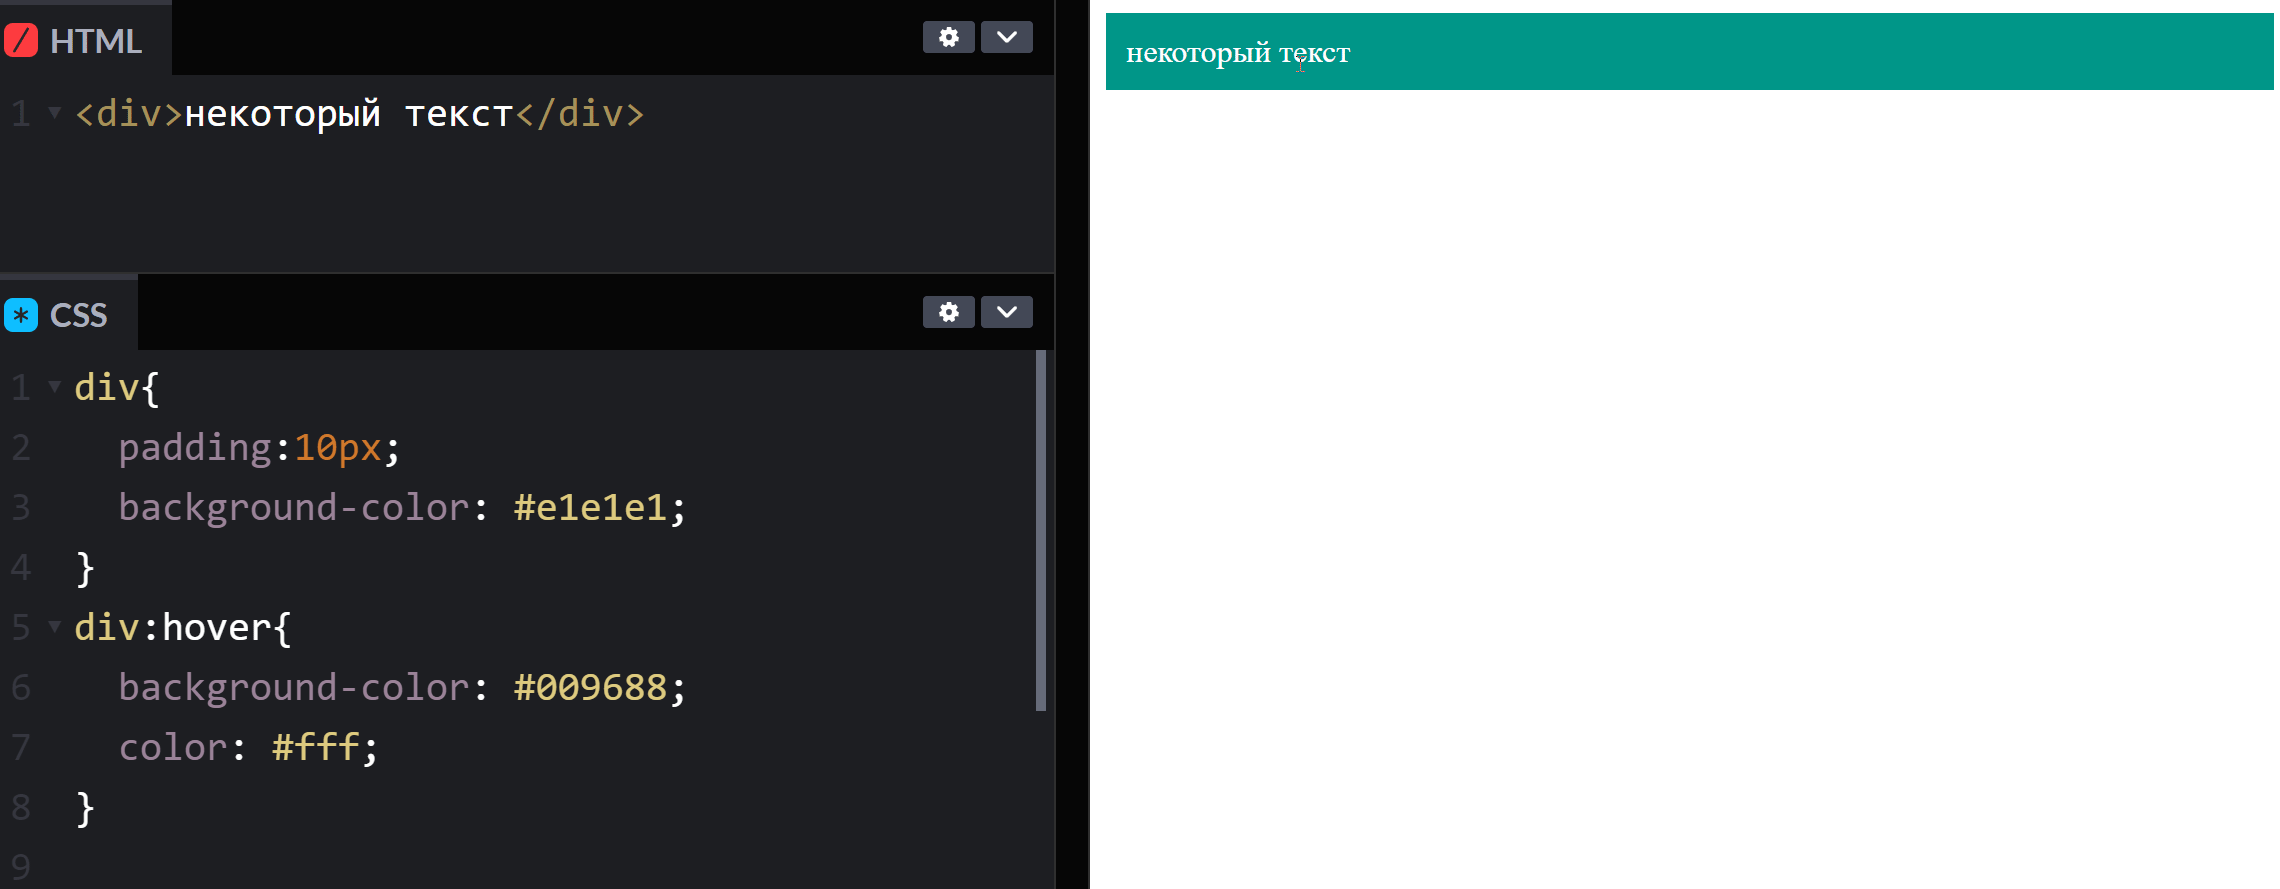 HTML
1 <div>некоторый текст</div>
CSS
1 div{
2 padding:10px;
3 background-color: #e1e1e1;
4 }
5 div:hover{
6 background-color: #009688;
7 color: #fff;
8 }
9
некоторый текст